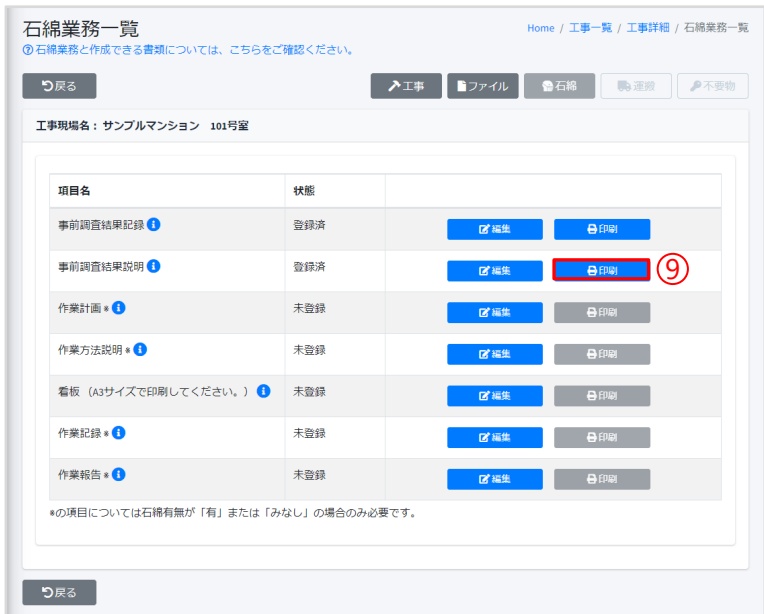 石綿業務一覧
Home / 工事一覧 / 工事詳細 / 石綿業務一覧
石綿業務と作成できる書類については、こちらをご確認ください。
戻る 工事 ファイル 石綿 運搬 不要物
工事現場名： サンプルマンション 101号室
項目名 状態
事前調査結果記録 登録済 編集 印刷
事前調査結果説明 登録済 編集 印刷 ⑨
作業計画 * 未登録 編集 印刷
作業方法説明 * 未登録 編集 印刷
看板 （A3サイズで印刷してください。） 未登録 編集 印刷
作業記録 * 未登録 編集 印刷
作業報告 * 未登録 編集 印刷
*の項目については石綿有無が「有」または「みなし」の場合のみ必要です。
戻る